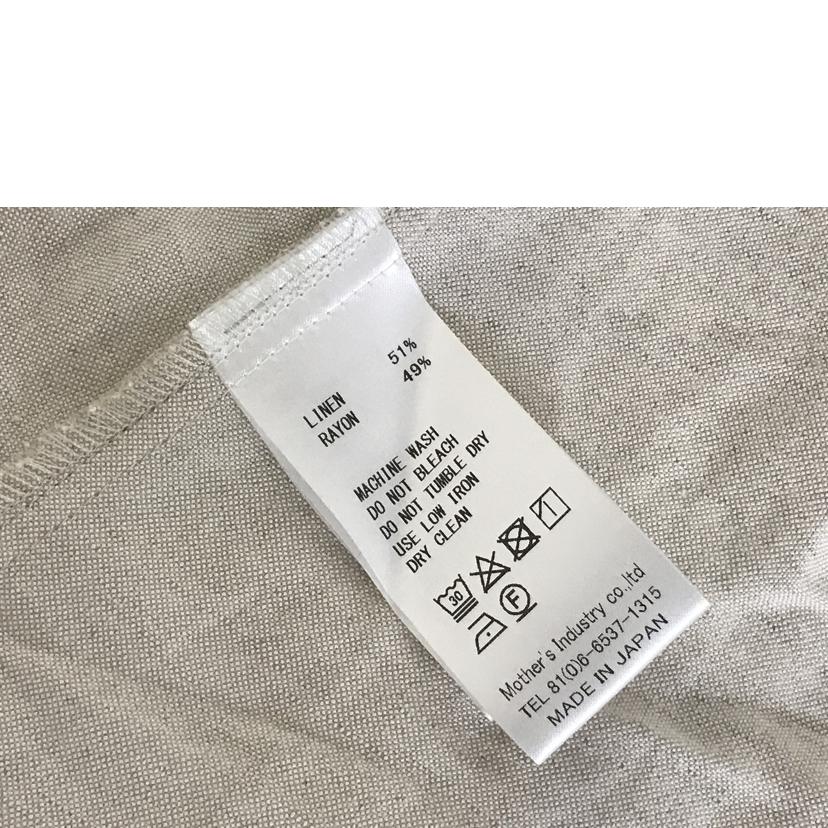 LINEN 51%
RAYON 49%
MACHINE WASH
DO NOT BLEACH
DO NOT TUMBLE DRY
USE LOW IRON
DRY CLEAN
30
F
Mother's Industry co.,ltd
TEL 81(0)6-6537-1315
MADE IN JAPAN